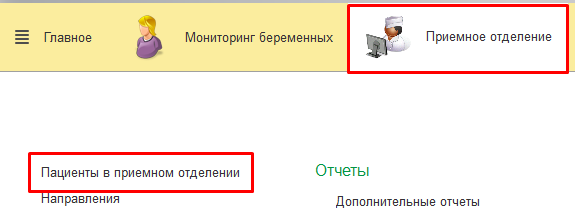 Главное
Мониторинг беременных
Приемное отделение
Пациенты в приемном отделении
Направления
Отчеты
Дополнительные отчеты